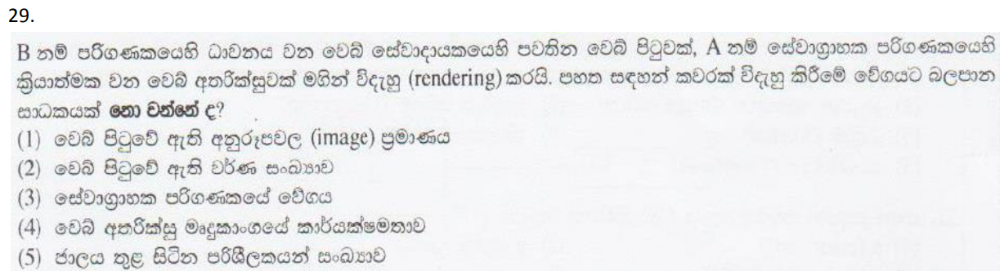 29.
B නම් පරිගණකයෙහි ධාවනය වන වෙබ් සේවාදායකයෙහි පවතින වෙබ් පිටුවක්, A නම් සේවාග්‍රාහක පරිගණකයෙහි
ක්‍රියාත්මක වන වෙබ් අතරික්සුවක් මගින් විදැහු (rendering) කරයි. පහත සඳහන් කවරක් විදැහු කිරීමේ වේගයට බලපාන
සාධකයක් නො වන්නේ ද?
(1) වෙබ් පිටුවේ ඇති අනුරූපවල (image) ප්‍රමාණය
(2) වෙබ් පිටුවේ ඇති වර්ණ සංඛ්‍යාව
(3) සේවාග්‍රාහක පරිගණකයේ වේගය
(4) වෙබ් අතරික්සු මෘදුකාංගයේ කාර්යක්ෂමතාව
(5) ජාලය තුළ සිටින පරිශීලකයන් සංඛ්‍යාව